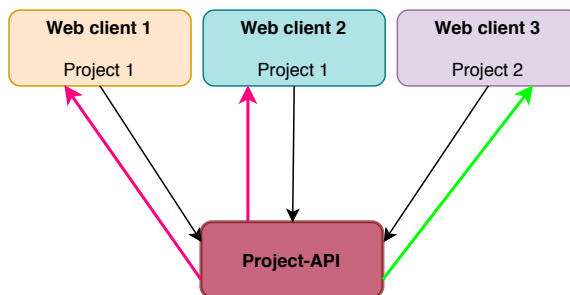 Web client 1
Project 1
Web client 2
Project 1
Web client 3
Project 2
Project-API